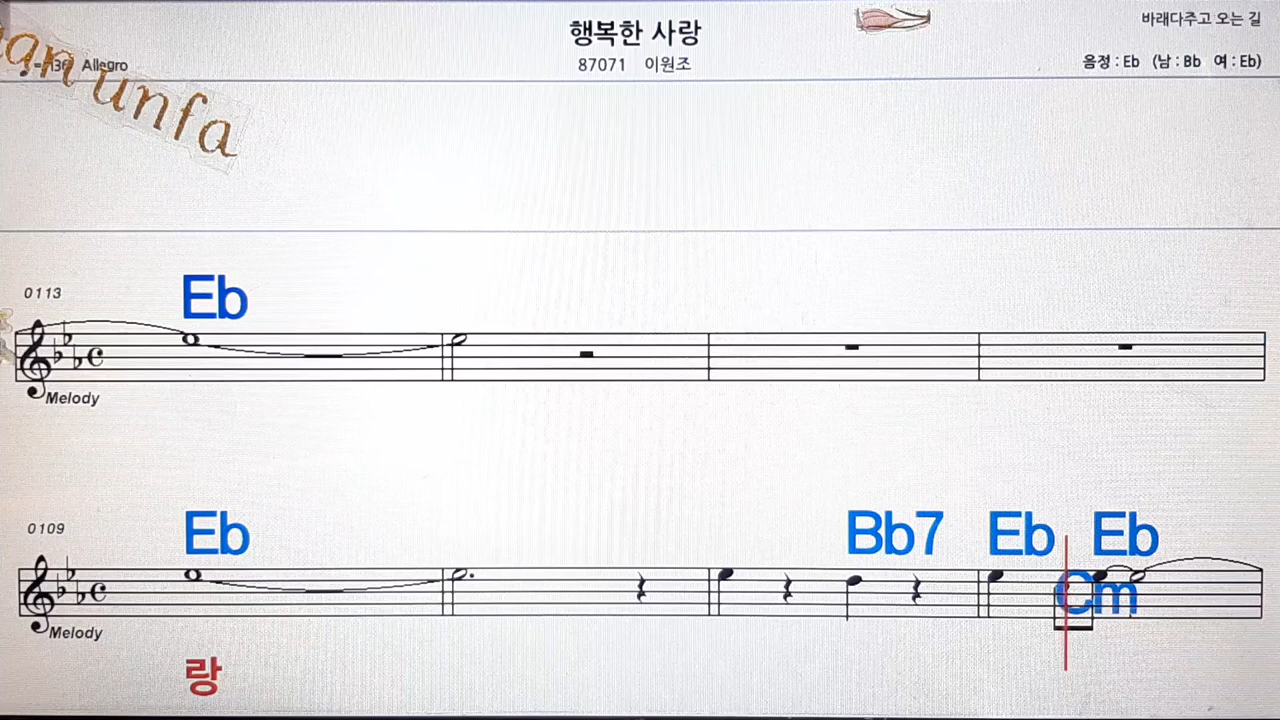 행복한 사랑
바래다주고 오는 길
Allegro
87071 이원조
음정 : Eb (남 : Bb 여 : Eb)
unfa
0113
Eb
Melody
0109
Eb Bb7 Eb Eb
Cm
Melody
랑